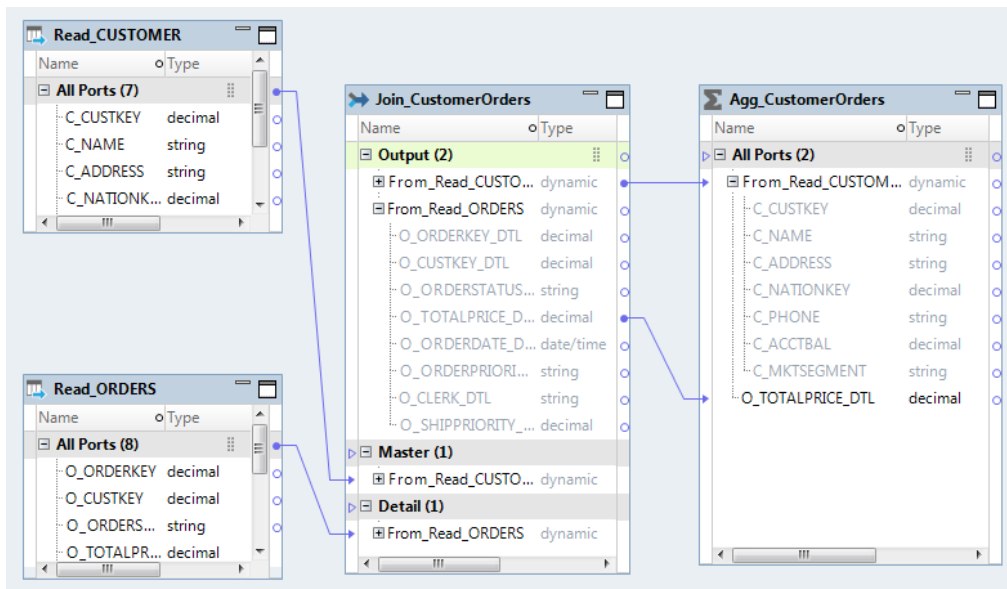 Read_CUSTOMER
Name Type
All Ports (7)
C_CUSTKEY decimal
C_NAME string
C_ADDRESS string
C_NATIONK... decimal
Read_ORDERS
Name Type
All Ports (8)
O_ORDERKEY decimal
O_CUSTKEY decimal
O_ORDERS... string
O_TOTALPR... decimal
Join_CustomerOrders
Name Type
Output (2)
From_Read_CUSTO... dynamic
From_Read_ORDERS dynamic
O_ORDERKEY_DTL decimal
O_CUSTKEY_DTL decimal
O_ORDERSTATUS... string
O_TOTALPRICE_D... decimal
O_ORDERDATE_D... date/time
O_ORDERPRIORI... string
O_CLERK_DTL string
O_SHIPPRIORITY_... decimal
Master (1)
From_Read_CUSTO... dynamic
Detail (1)
From_Read_ORDERS dynamic
Agg_CustomerOrders
Name Type
All Ports (2)
From_Read_CUSTOM... dynamic
C_CUSTKEY decimal
C_NAME string
C_ADDRESS string
C_NATIONKEY decimal
C_PHONE string
C_ACCTBAL decimal
C_MKTSEGMENT string
O_TOTALPRICE_DTL decimal